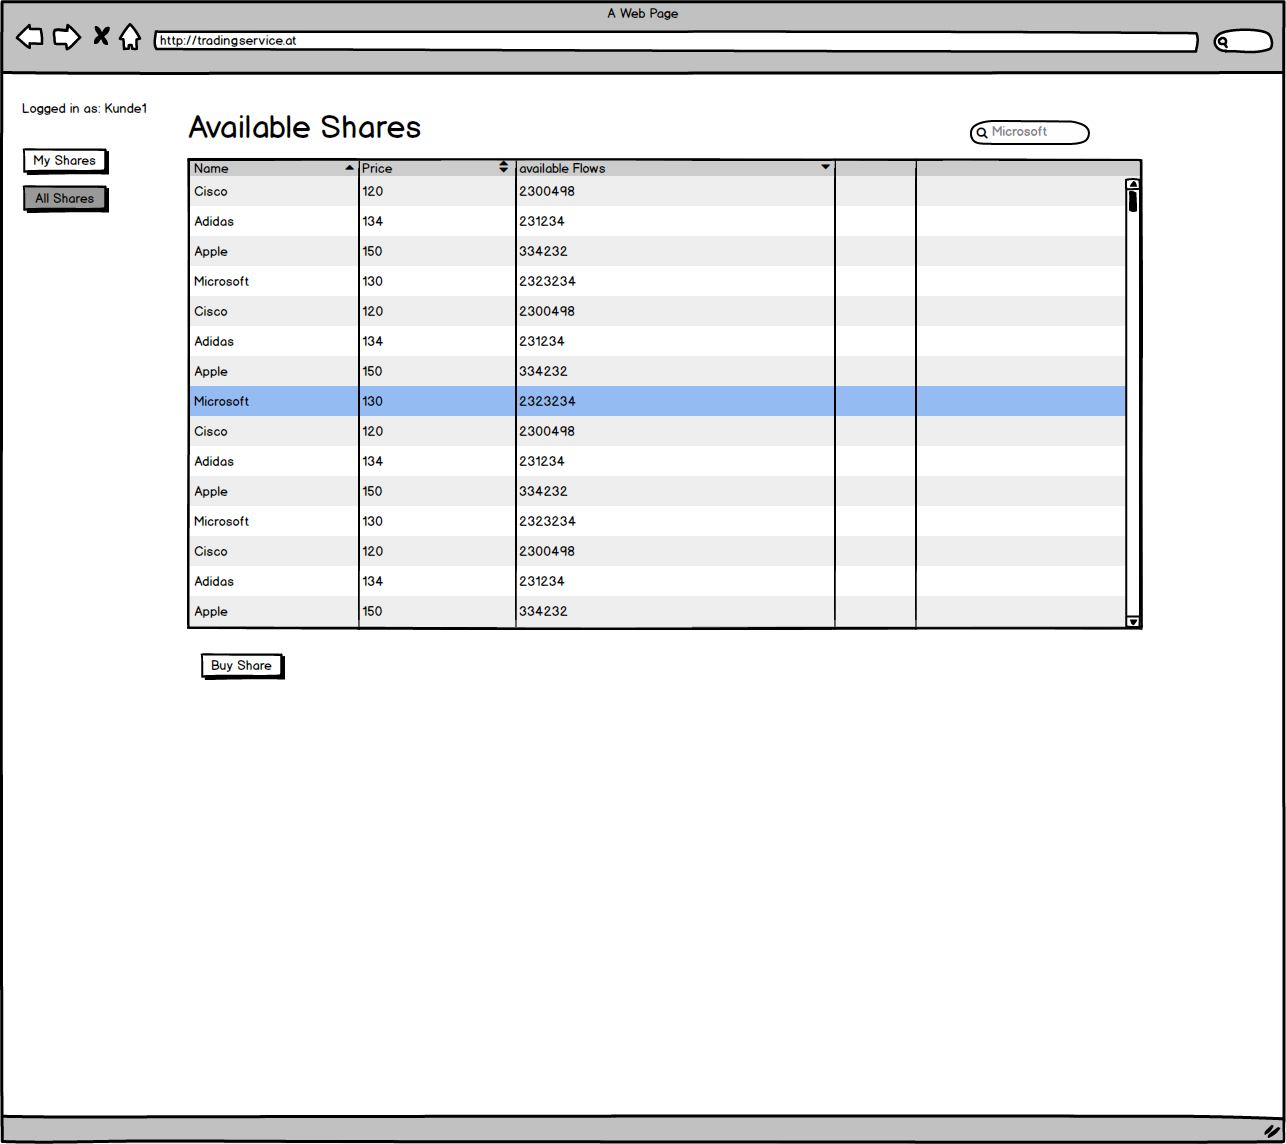 A Web Page
http://tradingservice.at
Logged in as: Kunde1
Available Shares
Microsoft
My Shares
All Shares
Name Price available Flows
Cisco 120 2300498
Adidas 134 231234
Apple 150 334232
Microsoft 130 2323234
Cisco 120 2300498
Adidas 134 231234
Apple 150 334232
Microsoft 130 2323234
Cisco 120 2300498
Adidas 134 231234
Apple 150 334232
Microsoft 130 2323234
Cisco 120 2300498
Adidas 134 231234
Apple 150 334232
Buy Share